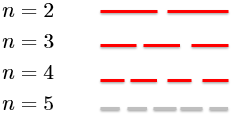 n = 2
n = 3
n = 4
n = 5